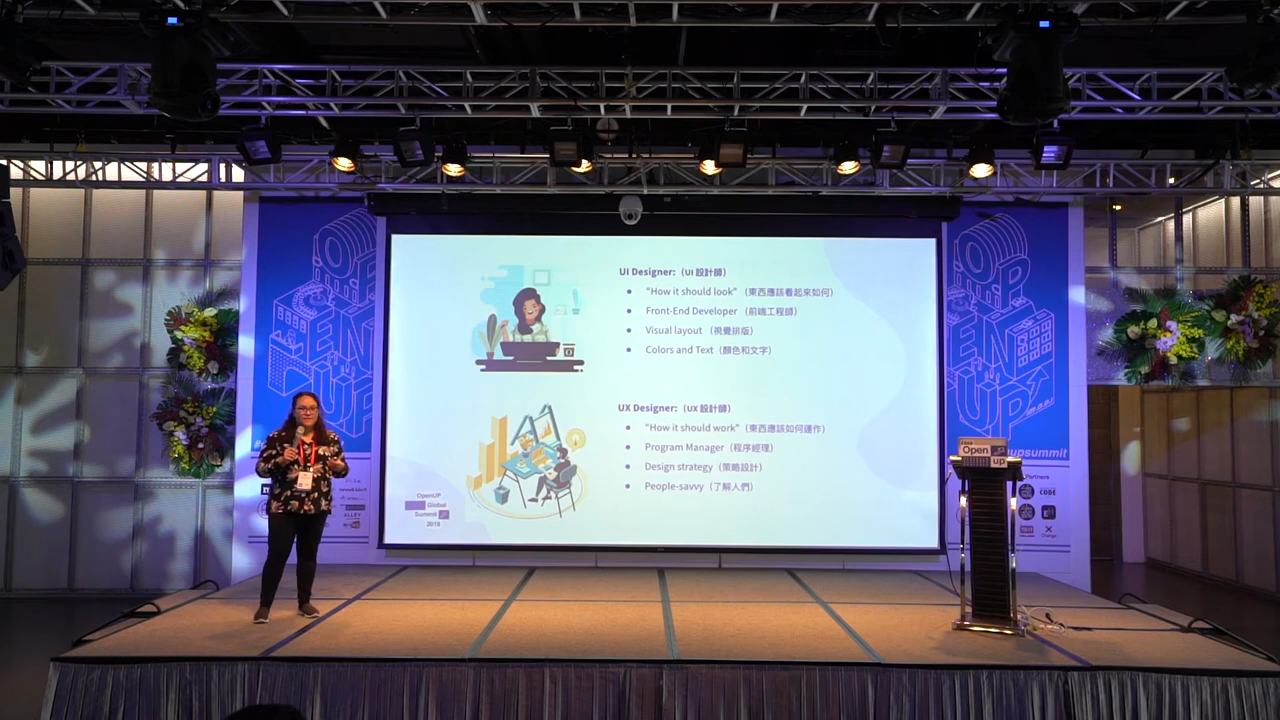 UI Designer:（UI 設計師）
"How it should look"（東西應該看起來如何）
Front-End Developer（前端工程師）
Visual layout（視覺排版）
Colors and Text（顏色和文字）
UX Designer:（UX 設計師）
"How it should work"（東西應該如何運作）
Program Manager（程序經理）
Design strategy（策略設計）
People-savvy（了解人們）
OpenUP
Global
Summit
OPEN
UP
OPEN
UP
Open
up
upsummit
Partners
CODE